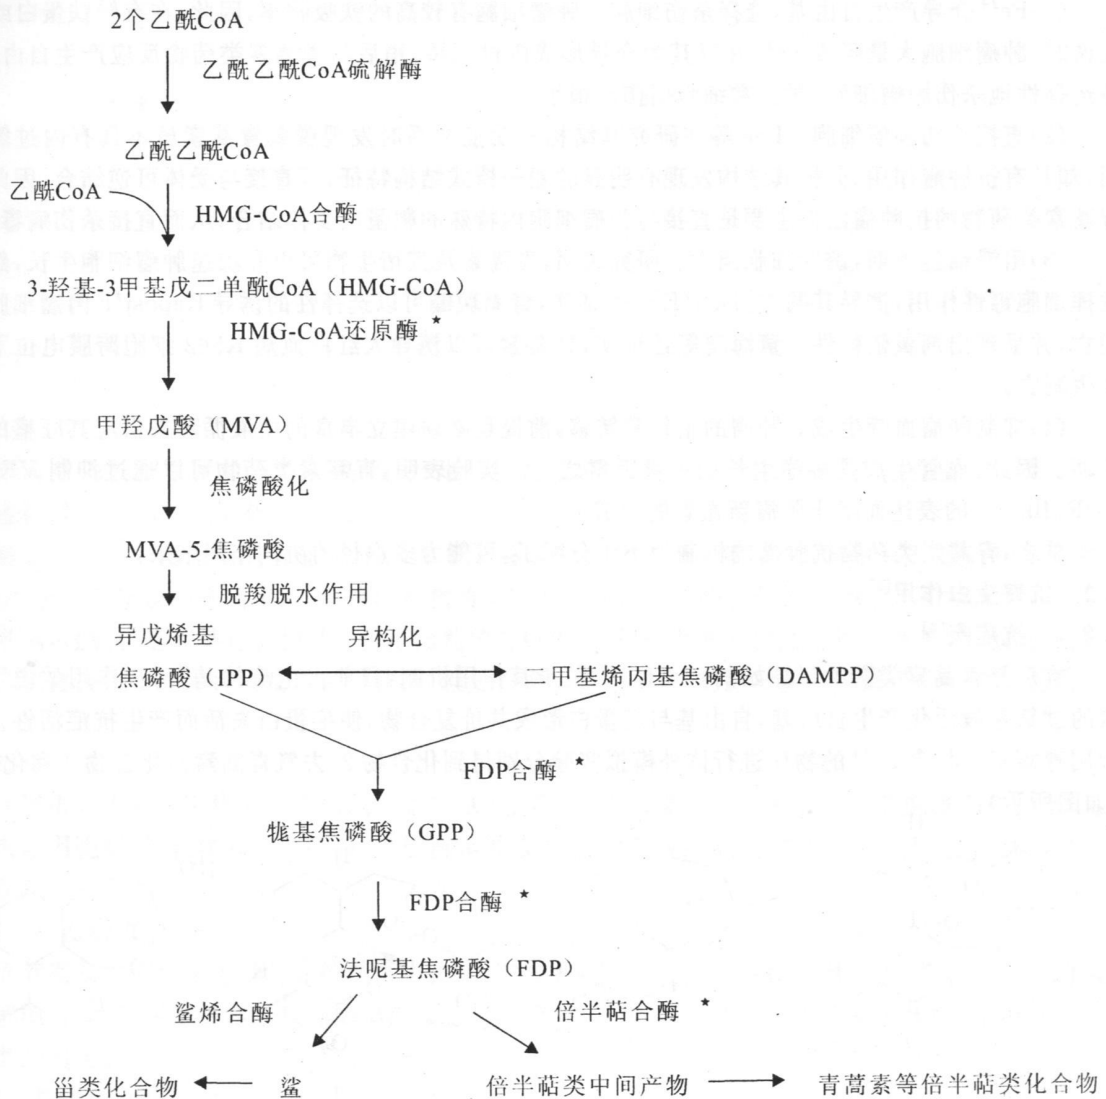 2个乙酰CoA
乙酰乙酰CoA硫解酶
乙酰乙酰CoA
乙酰CoA
HMG-CoA合酶
3-羟基-3甲基戊二单酰CoA（HMG-CoA）
HMG-CoA还原酶 ★
甲羟戊酸（MVA）
焦磷酸化
MVA-5-焦磷酸
脱羧脱水作用
异戊烯基 异构化
焦磷酸（IPP） 二甲基烯丙基焦磷酸（DAMPP）
FDP合酶 ★
牻基焦磷酸（GPP）
FDP合酶 ★
法呢基焦磷酸（FDP）
鲨烯合酶 倍半萜合酶 ★
甾类化合物 鲨 倍半萜类中间产物 青蒿素等倍半萜类化合物